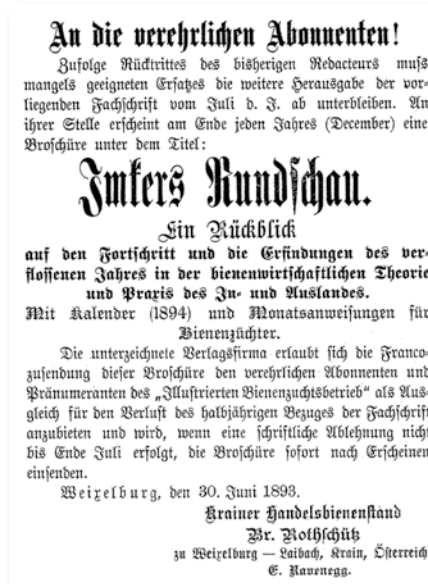 An die verehrlichen Abonnenten!
Zufolge Rücktrittes des bisherigen Redacteurs muss
mangels geeigneten Ersatzes die weitere Herausgabe der vor-
liegenden Fachschrift vom Juli d. J. ab unterbleiben. An
ihrer Stelle erscheint am Ende jeden Jahres (December) eine
Broschüre unter dem Titel:
Imkers Rundschau.
Ein Rückblick
auf den Fortschritt und die Erfindungen des ver-
flossenen Jahres in der bienenwirtschaftlichen Theorie
und Praxis des In- und Auslandes.
Mit Kalender (1894) und Monatsanweisungen für
Bienenzüchter.
Die unterzeichnete Verlagsfirma erlaubt sich die Franco-
zusendung dieser Broschüre den verehrlichen Abonnenten und
Pränumeranten des „Illustrierten Bienenzuchtsbetrieb" als Aus-
gleich für den Verlust des halbjährigen Bezuges der Fachschrift
anzubieten und wird, wenn eine schriftliche Ablehnung nicht
bis Ende Juli erfolgt, die Broschüre sofort nach Erscheinen
einsenden.
Weixelburg, den 30. Juni 1893.
Krainer Handelsbienenstand
Br. Rothschütz
zu Weixelburg — Laibach, Krain, Österreich
E. Ravenegg.